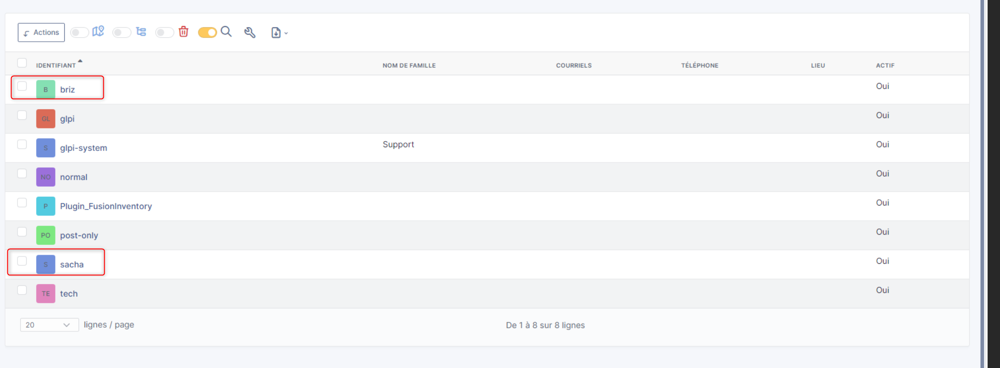 Actions
IDENTIFIANT NOM DE FAMILLE COURRIELS TÉLÉPHONE LIEU ACTIF
B briz Oui
GL glpi Oui
S glpi-system Support Oui
NO normal Oui
P Plugin_FusionInventory Oui
PO post-only Oui
S sacha Oui
TE tech Oui
20 lignes / page De 1 à 8 sur 8 lignes